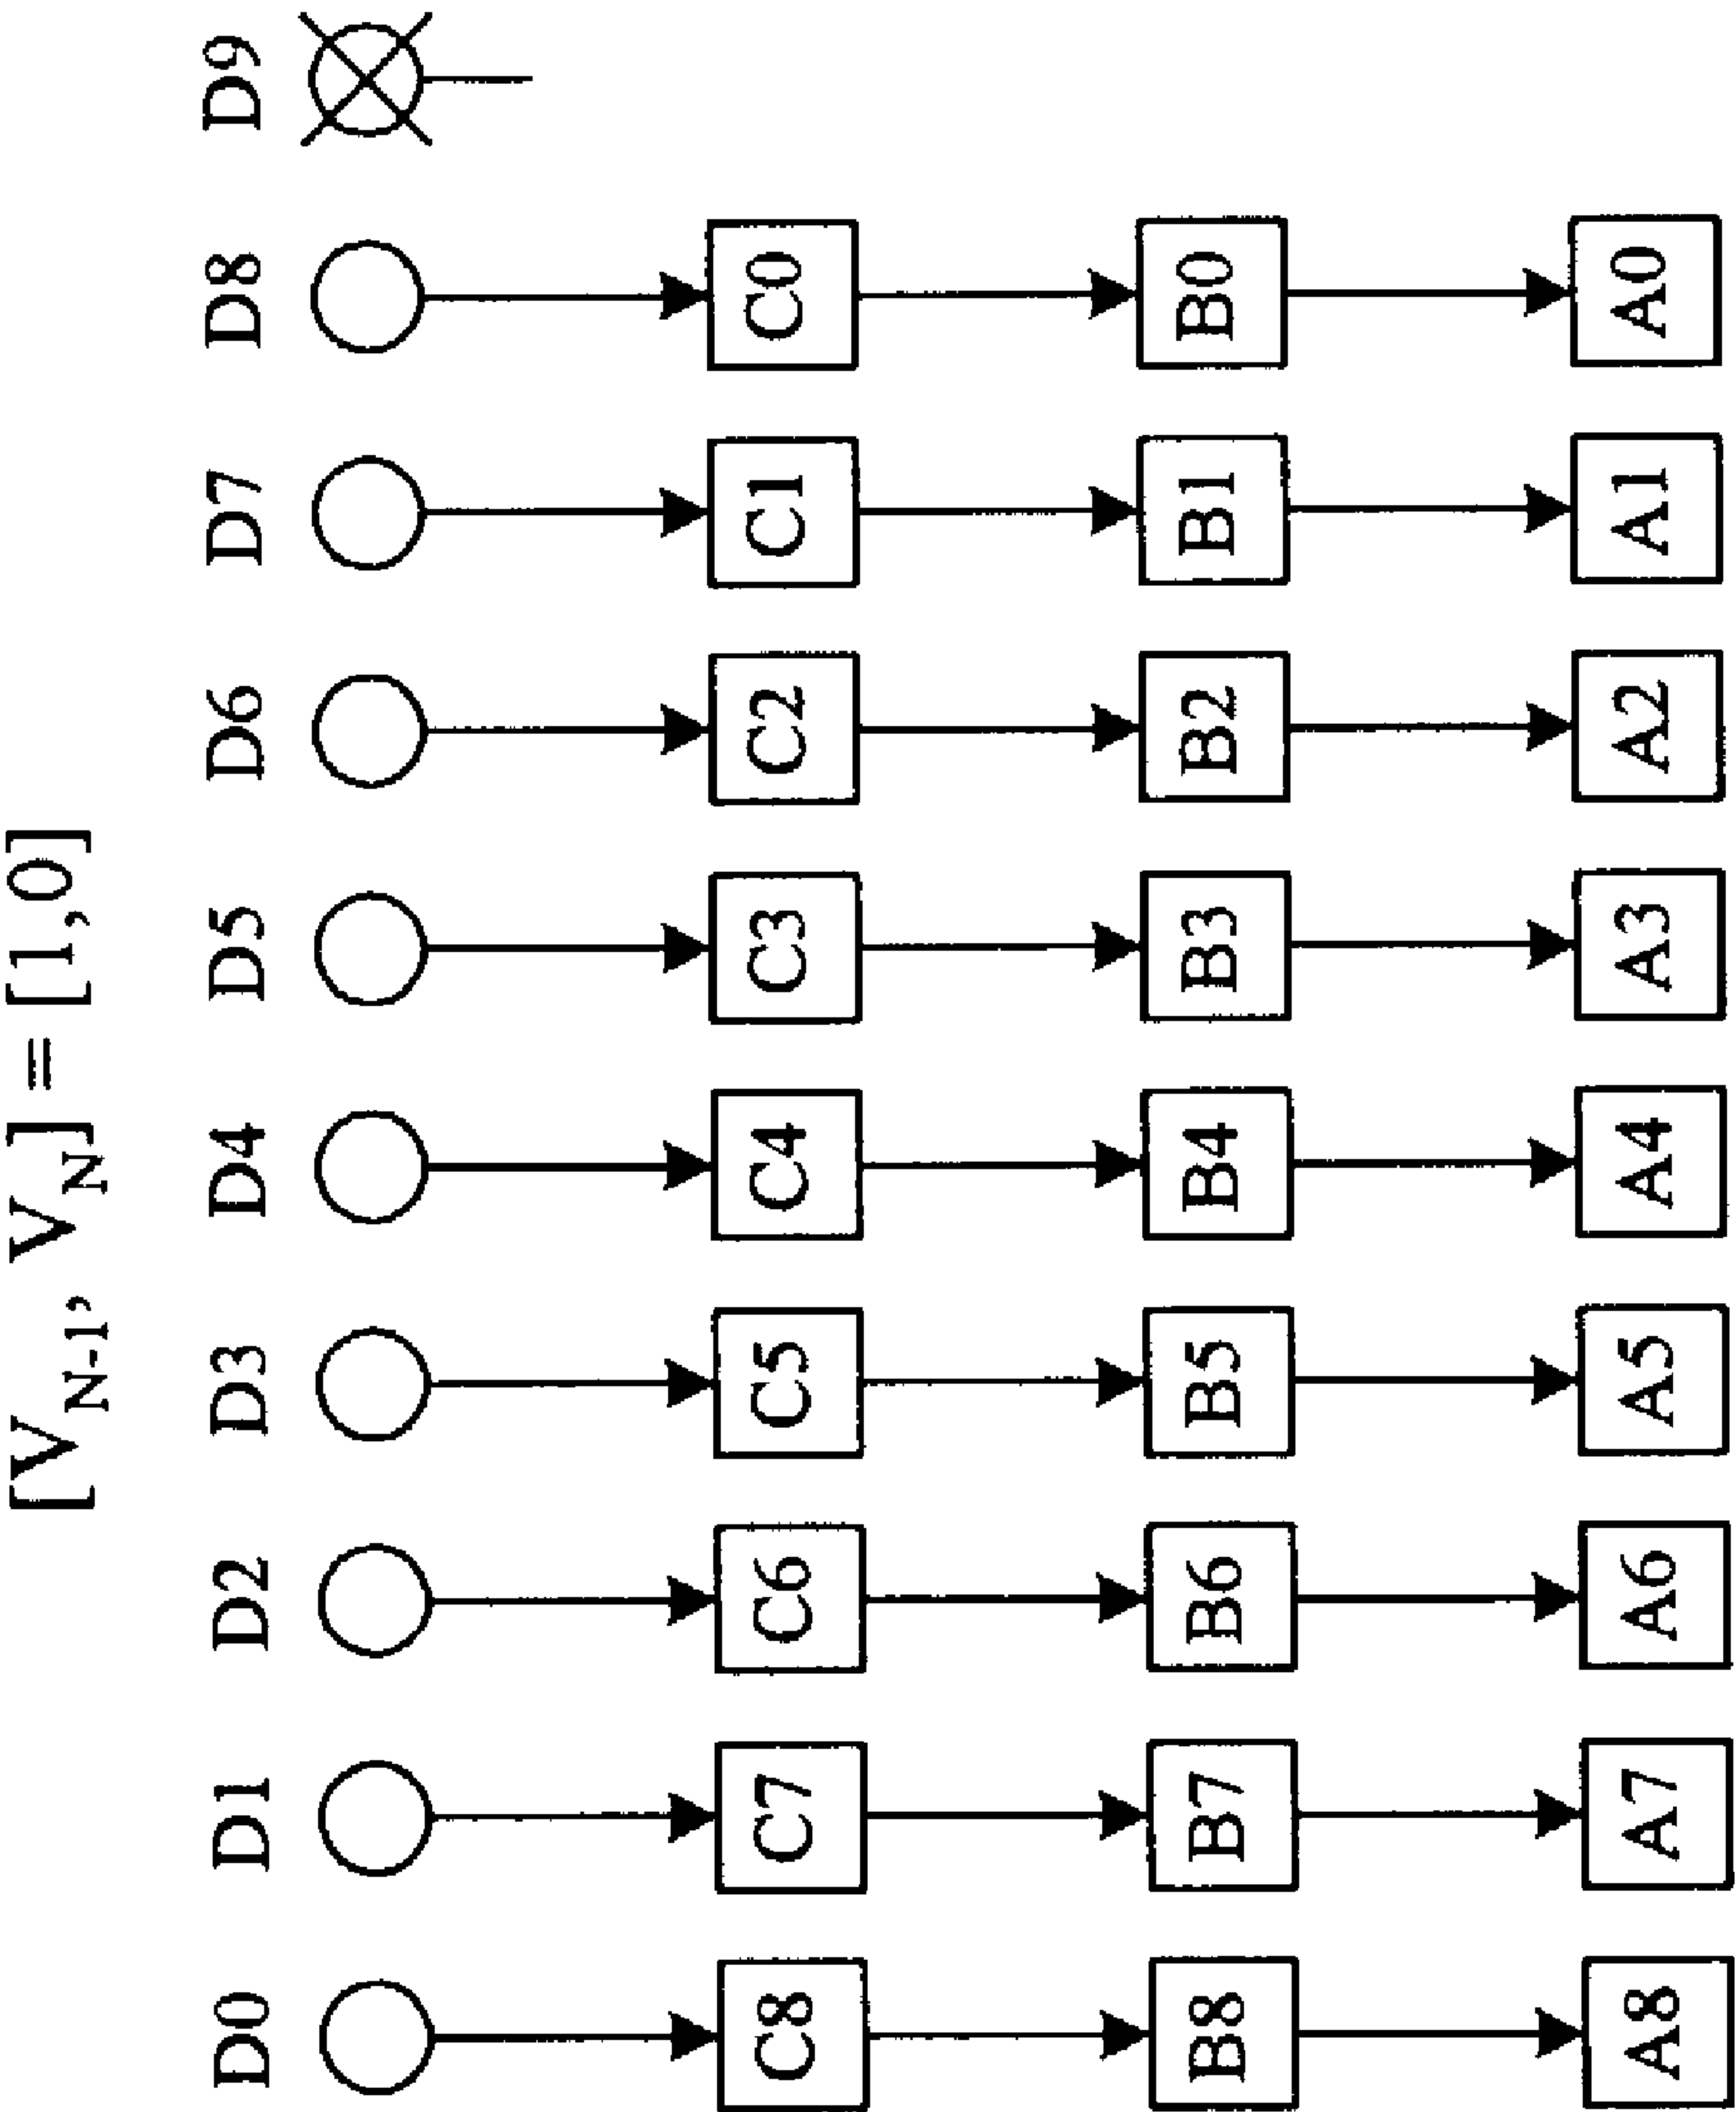 [V_N-1, V_N] = [1,0]
D0 D1 D2 D3 D4 D5 D6 D7 D8 D9
C8 C7 C6 C5 C4 C3 C2 C1 C0
B8 B7 B6 B5 B4 B3 B2 B1 B0
A8 A7 A6 A5 A4 A3 A2 A1 A0